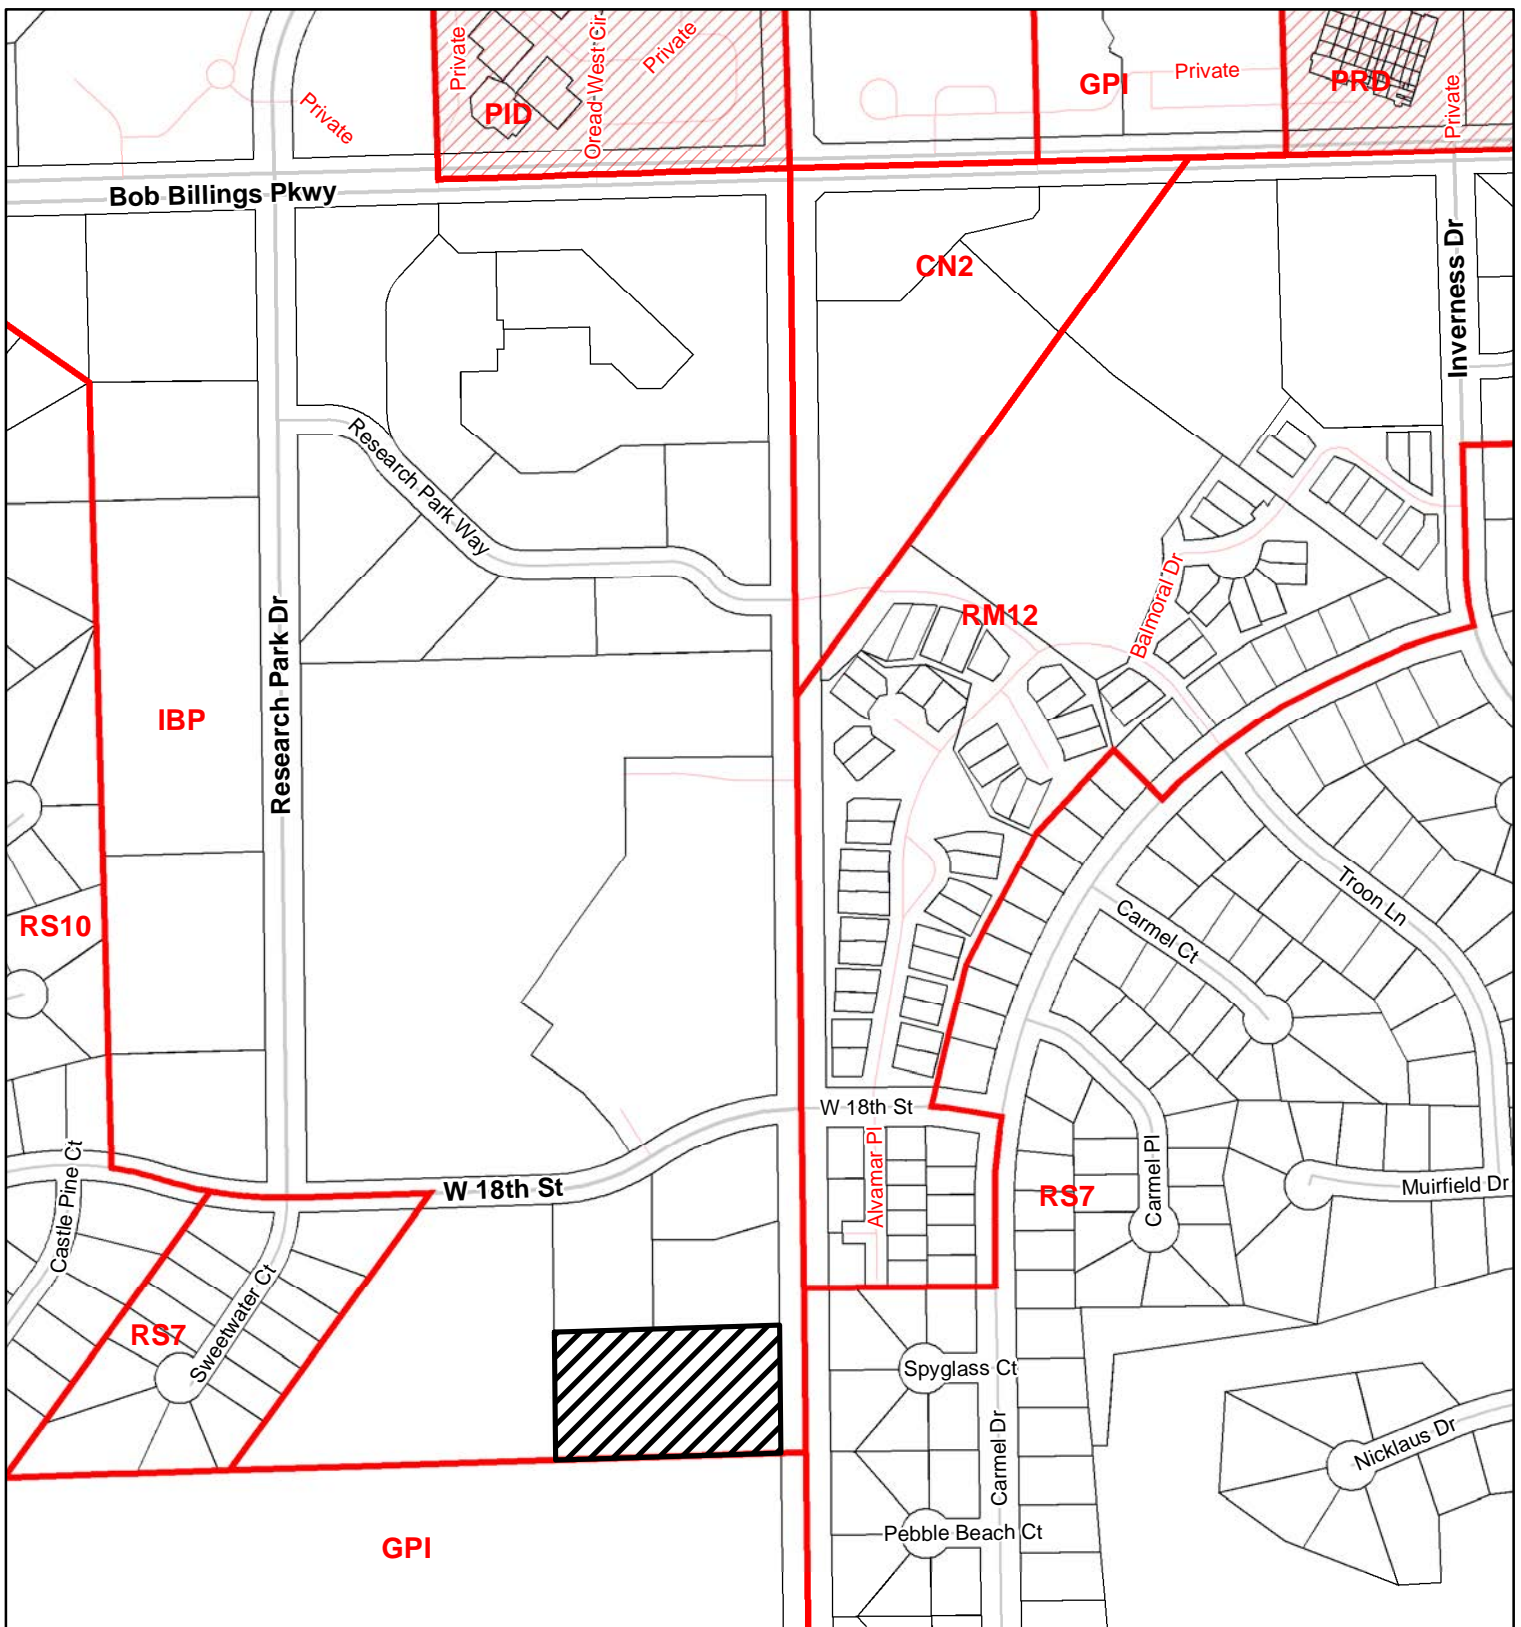 Private
Oread West Cir
Private
PID
Private
GPI
Private
PRD
Private
Bob Billings Pkwy
CN2
Inverness Dr
Research Park Way
Balmoral Dr
RM12
Research Park Dr
IBP
RS10
Troon Ln
Carmel Ct
W 18th St
Alvamar Pl
Carmel Pl
RS7
Muirfield Dr
Castle Pine Ct
W 18th St
RS7
Sweetwater Ct
Spyglass Ct
Carmel Dr
Nicklaus Dr
Pebble Beach Ct
GPI